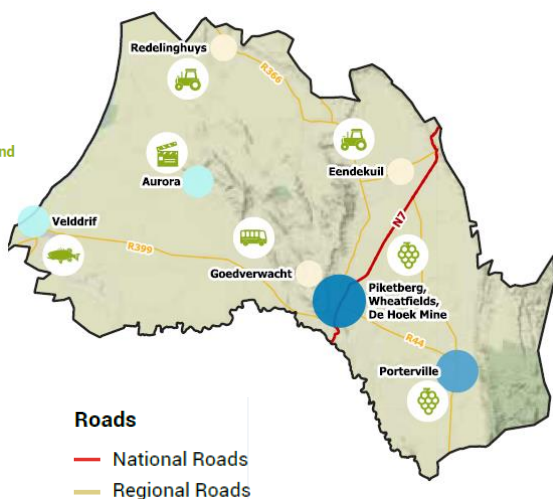 Redelinghuys
R366
nd
Aurora
Eendekuil
Velddrif
N7
R399
Goedverwacht
Piketberg,
Wheatfields,
De Hoek Mine
R44
Porterville
Roads
National Roads
Regional Roads